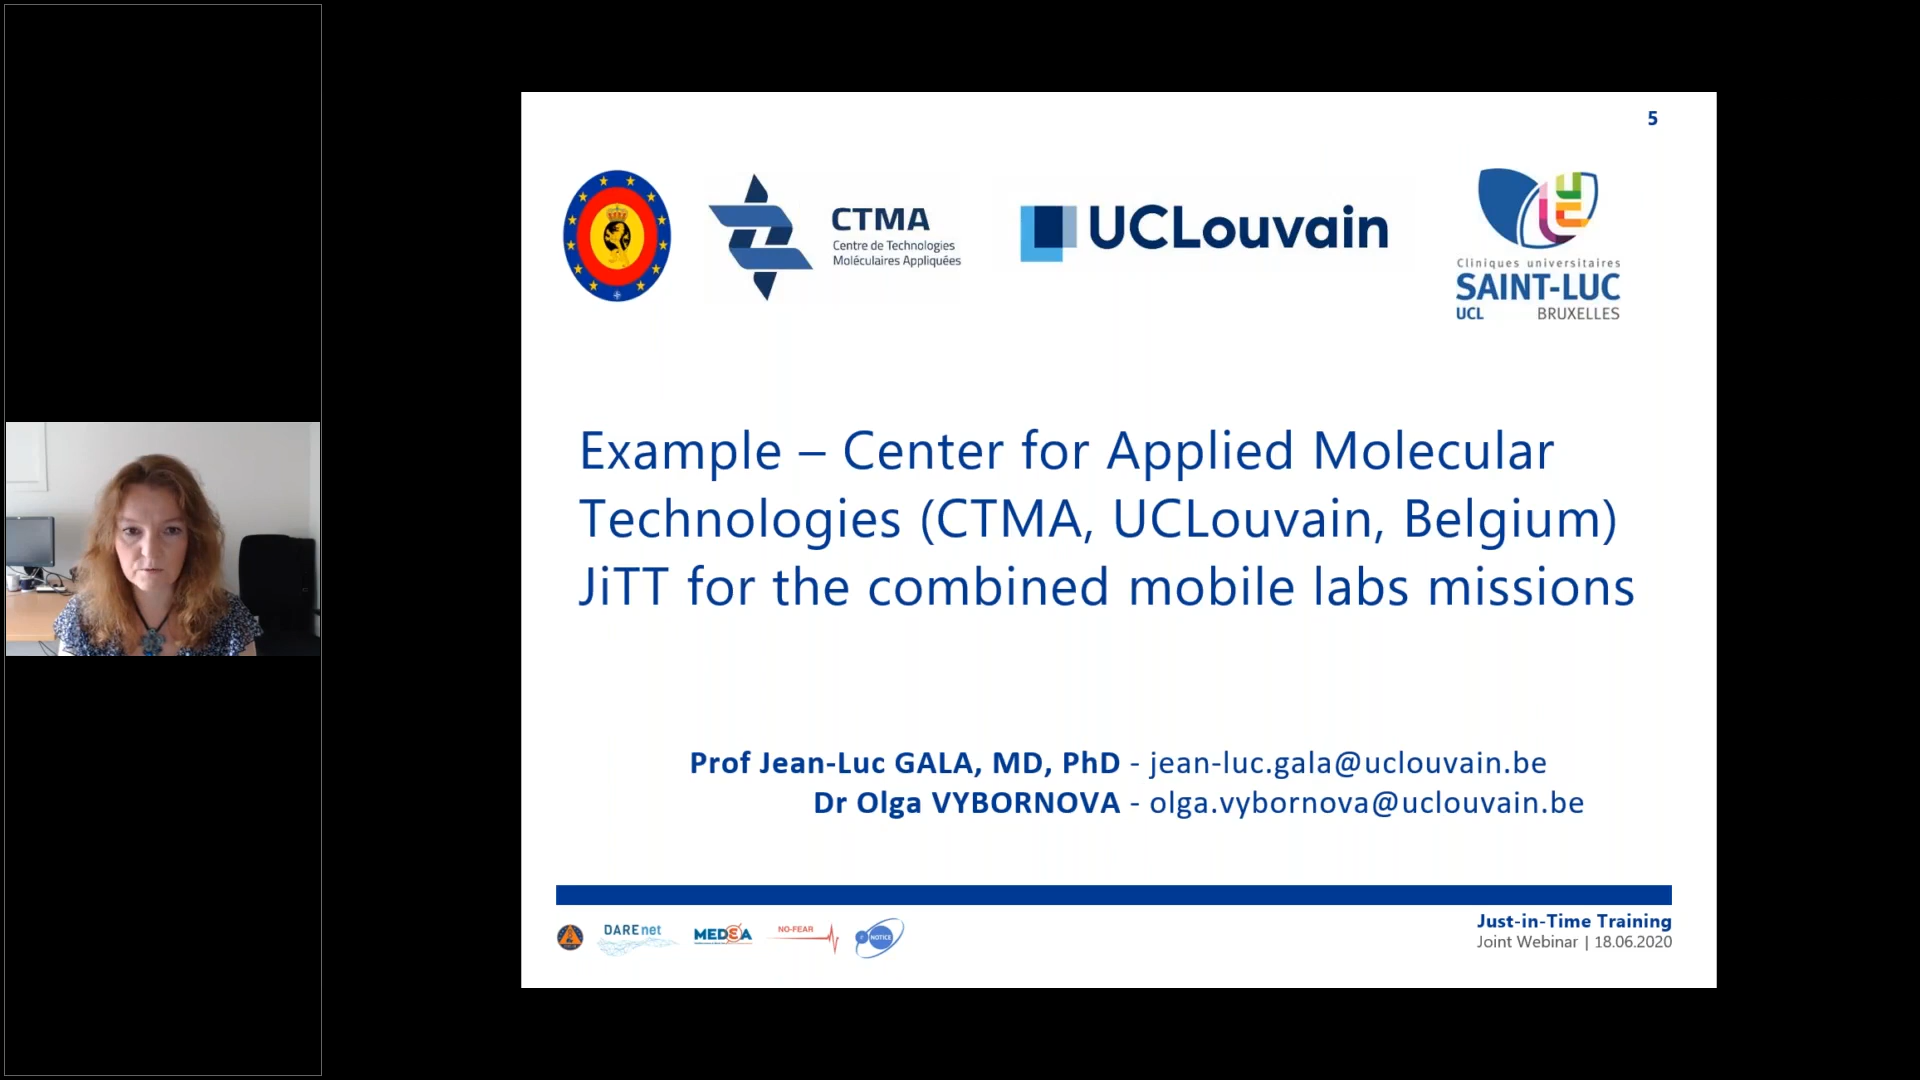 5
CTMA
Centre de Technologies
Moléculaires Appliquées
UCLouvain
Cliniques universitaires
SAINT-LUC
UCL BRUXELLES
Example – Center for Applied Molecular
Technologies (CTMA, UCLouvain, Belgium)
JiTT for the combined mobile labs missions
Prof Jean-Luc GALA, MD, PhD - jean-luc.gala@uclouvain.be
Dr Olga VYBORNOVA - olga.vybornova@uclouvain.be
DAREnet
MEDEA
NO-FEAR
NOTICE
Just-in-Time Training
Joint Webinar | 18.06.2020